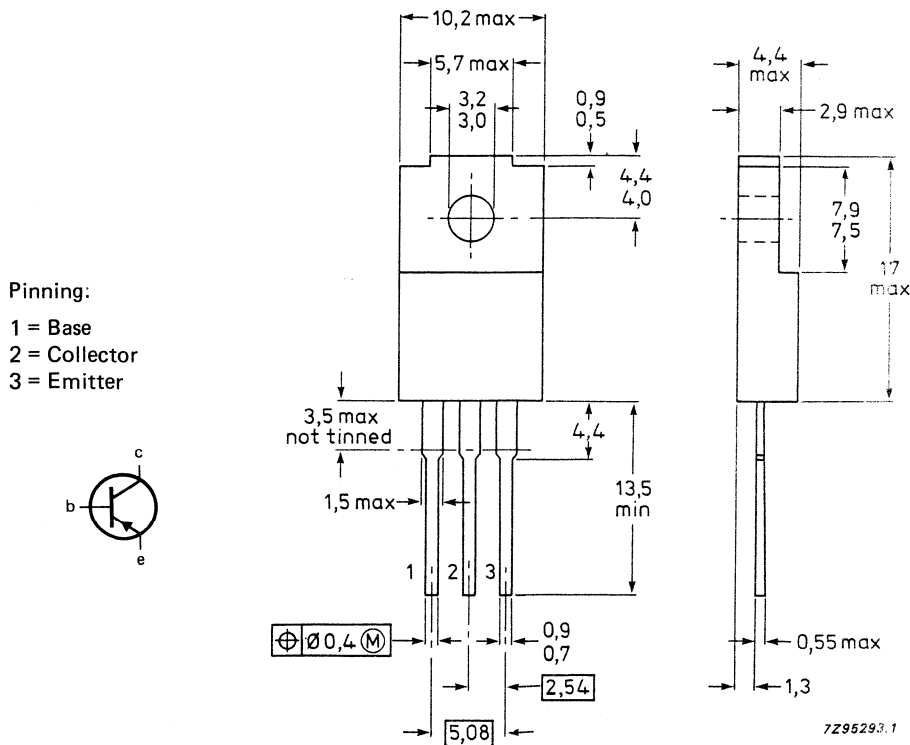 10,2 max
5,7 max
3,2
3,0
0,9
0,5
4,4
4,0
4,4
max
2,9 max
7,9
7,5
17
max
Pinning:
1 = Base
2 = Collector
3 = Emitter
c
b
e
3,5 max
not tinned
4,4
1,5 max
13,5
min
1 2 3
Ø 0,4 Ⓜ
0,9
0,7
2,54
5,08
0,55 max
1,3
7Z95293.1